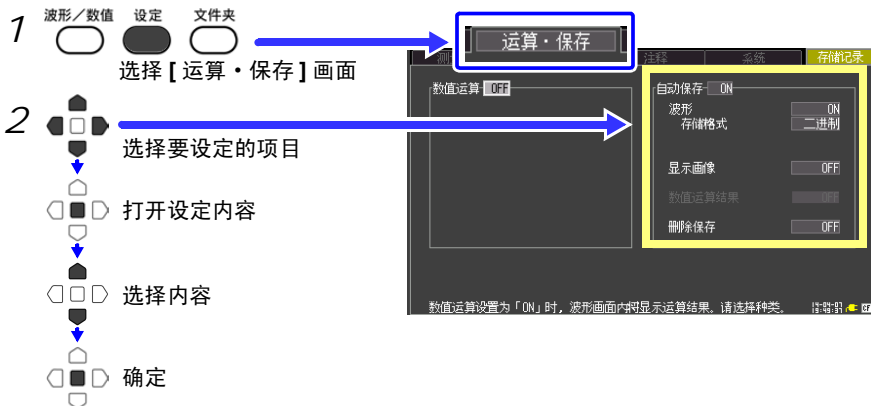 1
波形／数值 设定 文件夹
选择 [ 运算・保存 ] 画面
2
选择要设定的项目
打开设定内容
选择内容
确定
运算・保存
注释 系统 存储记录
数值运算 OFF
自动保存 ON
波形 ON
存储格式 二进制
显示画像 OFF
数值运算结果 OFF
删除保存 OFF
数值运算设置为「ON」时，波形画面内将显示运算结果。请选择种类。